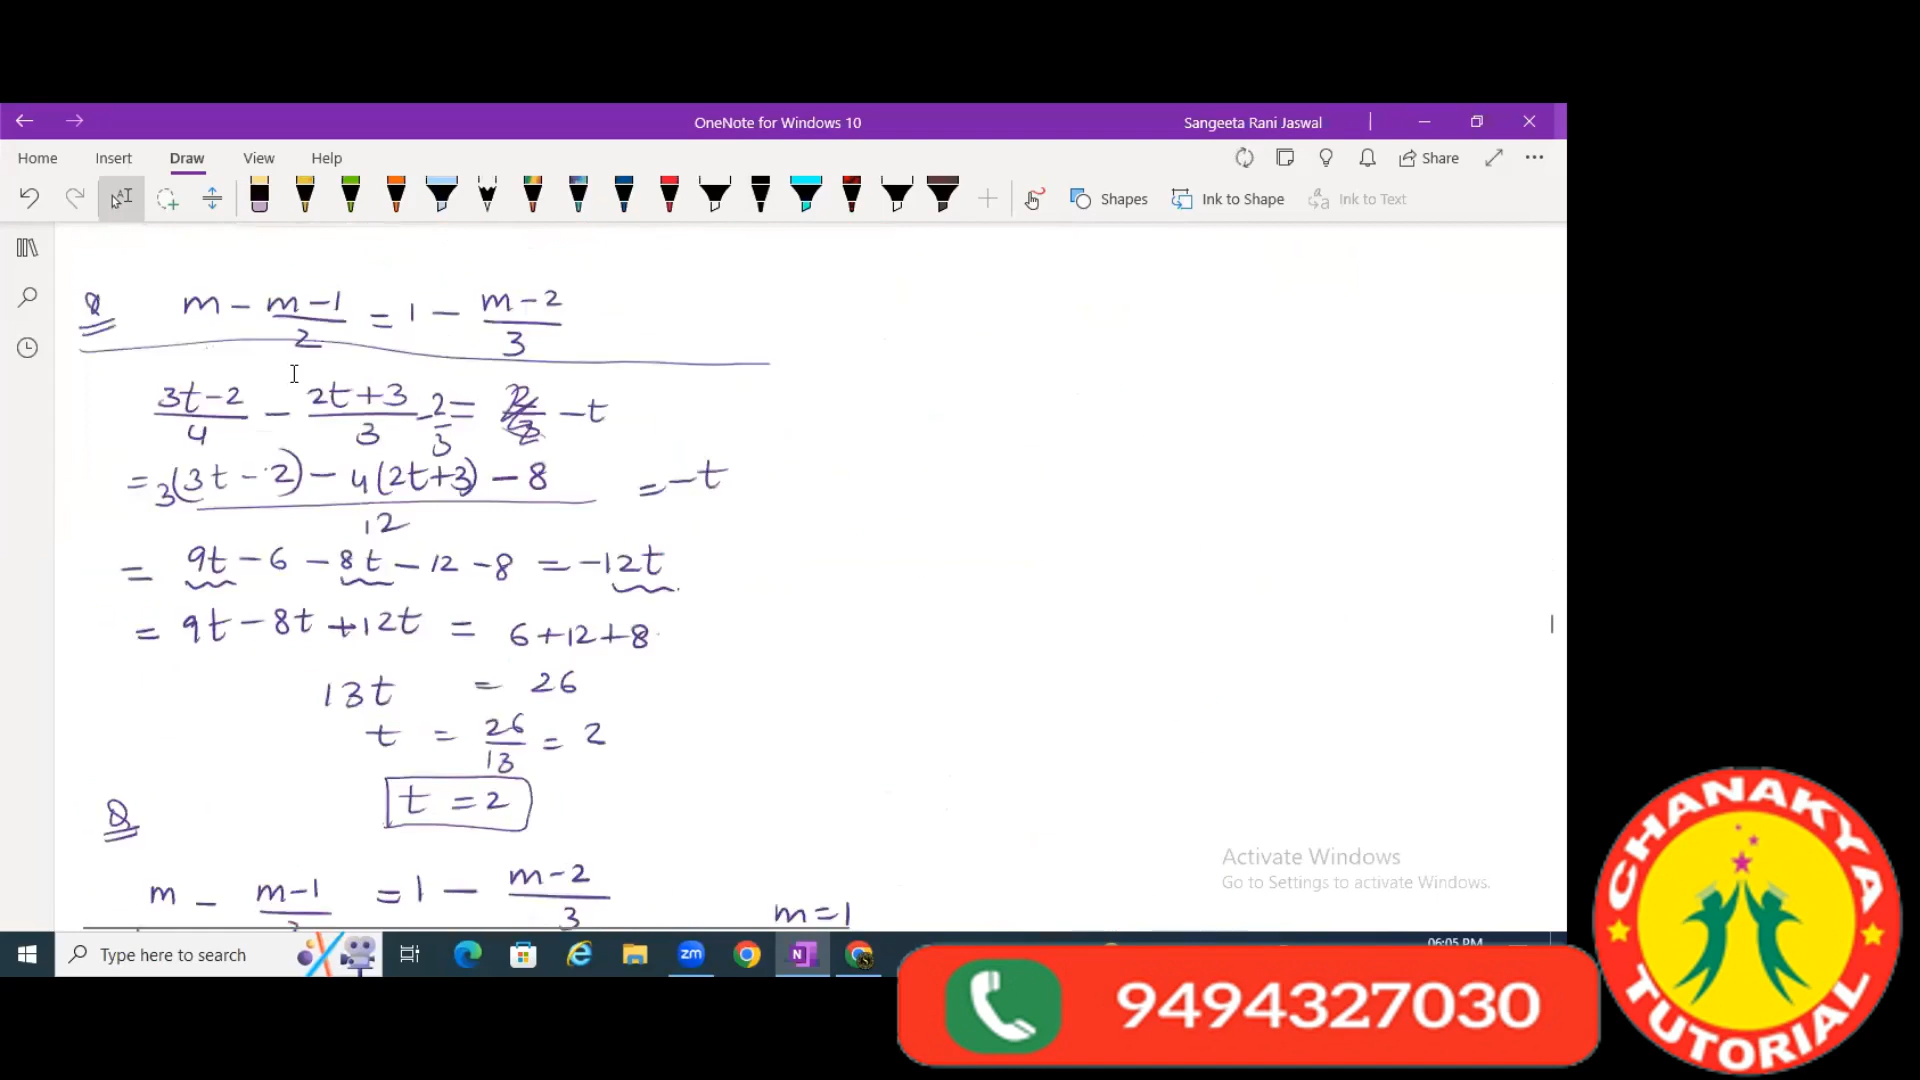 OneNote for Windows 10
Sangeeta Rani Jaswal
Home Insert Draw View Help
Share
Shapes
Ink to Shape
Ink to Text
Q m - m-1/2 = 1 - m-2/3
3t-2/4 - 2t+3/3 - 2/3 = -t
= 3(3t-2) - 4(2t+3) - 8/12 = -t
= 9t - 6 - 8t - 12 - 8 = -12t
= 9t - 8t + 12t = 6+12+8
13t = 26
t = 26/13 = 2
t = 2
Q
m - m-1/2 = 1 - m-2/3
m=1
Activate Windows
Go to Settings to activate Windows.
Type here to search
zm
N
06:05 PM
9494327030
CHANAKYA
TUTORIAL